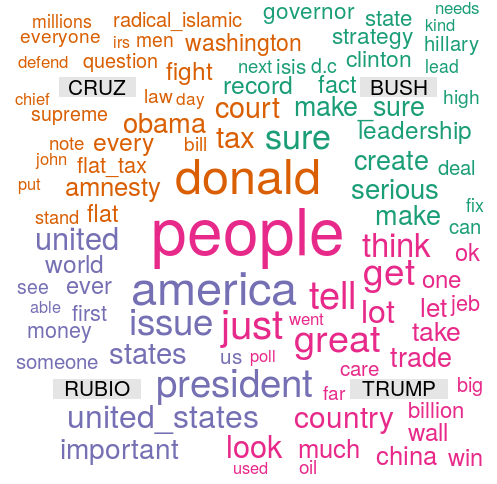 millions radical_islamic governor state needs
kind
everyone irs men washington strategy hillary
defend question fight next isis d.c clinton lead
CRUZ record fact BUSH
chief law day court make_sure high
supreme obama tax sure leadership
note every bill
john flat_tax donald create deal
put amnesty serious fix
stand flat people make can
united think ok
world get one
see ever america tell lot let jeb
able first issue just went great take
money
someone states us poll care trade
RUBIO president far TRUMP big
united_states country billion
wall
important look much china win
used oil